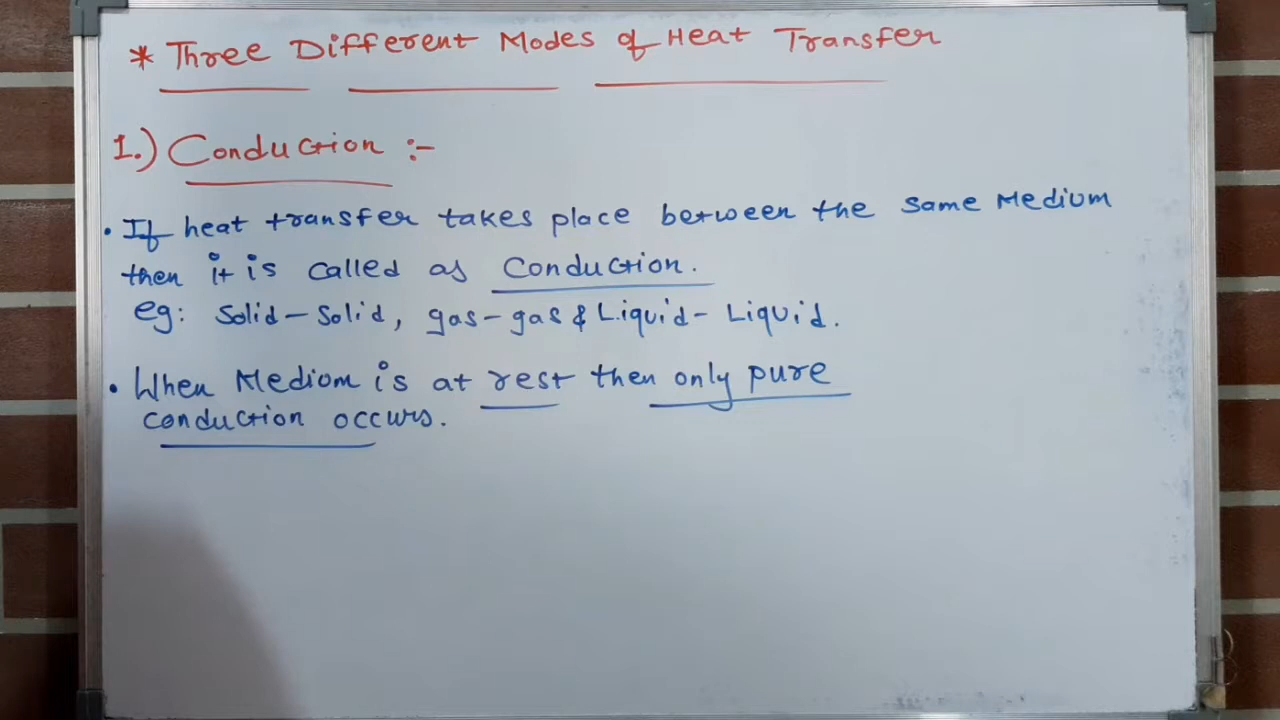 * Three Different Modes of Heat Transfer
1.) Conduction :-
• If heat transfer takes place between the same Medium
then it is called as Conduction.
eg: Solid-Solid, gas-gas & Liquid-Liquid.
• When Mediom is at rest then only pure
conduction occurs.